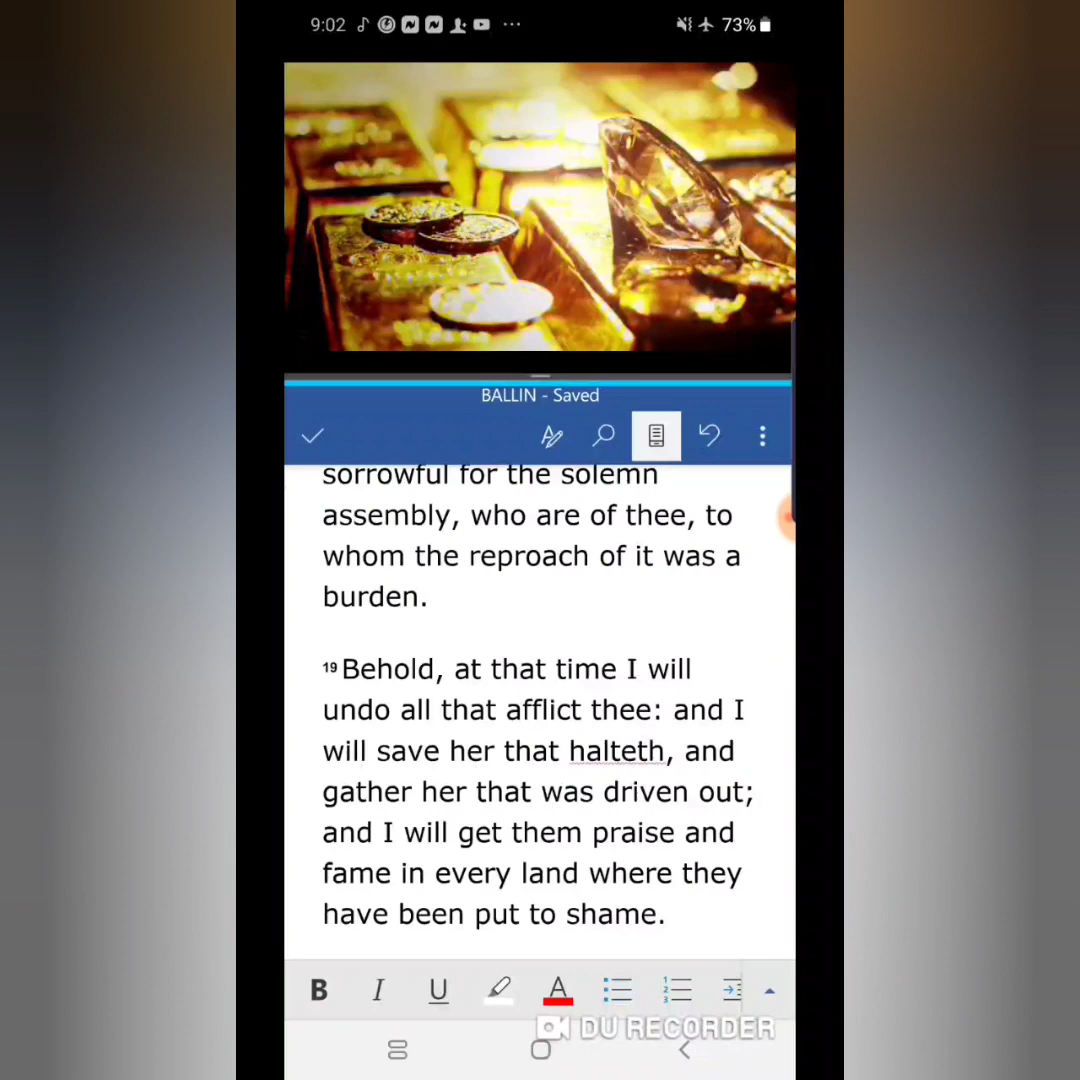 9:02
73%
BALLIN - Saved
sorrowful for the solemn
assembly, who are of thee, to
whom the reproach of it was a
burden.
19 Behold, at that time I will
undo all that afflict thee: and I
will save her that halteth, and
gather her that was driven out;
and I will get them praise and
fame in every land where they
have been put to shame.
B I U A
DU RECORDER